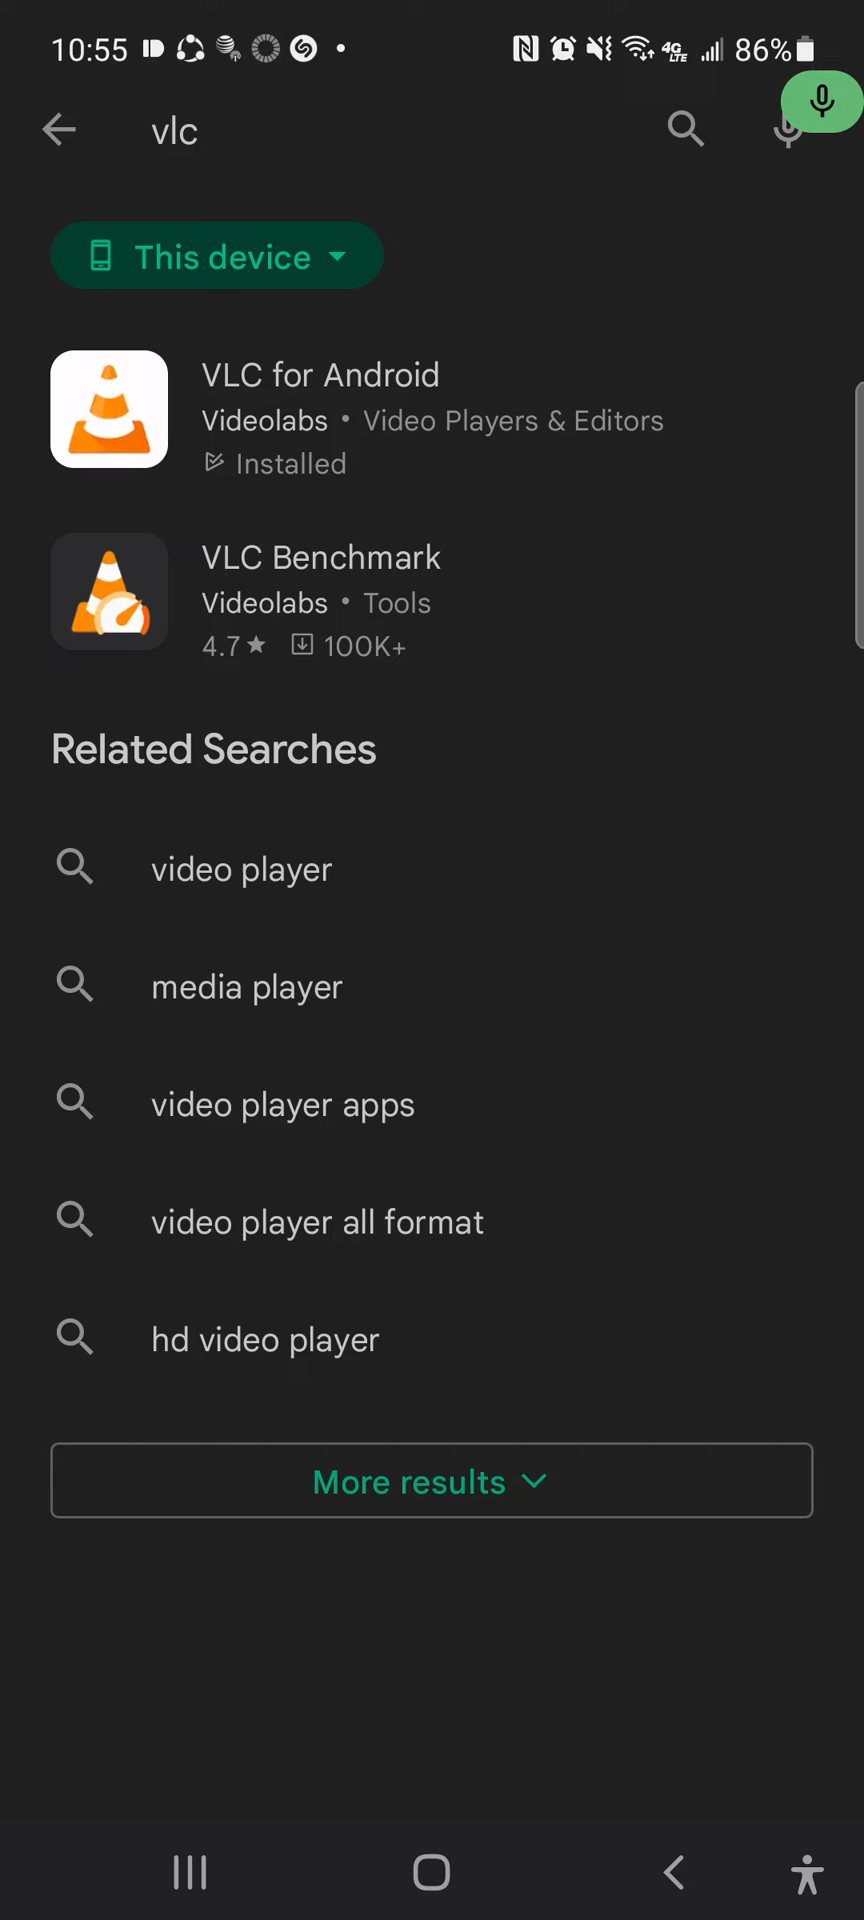 10:55
4G LTE
86%
vlc
This device
VLC for Android
Videolabs • Video Players & Editors
Installed
VLC Benchmark
Videolabs • Tools
4.7★ 100K+
Related Searches
video player
media player
video player apps
video player all format
hd video player
More results